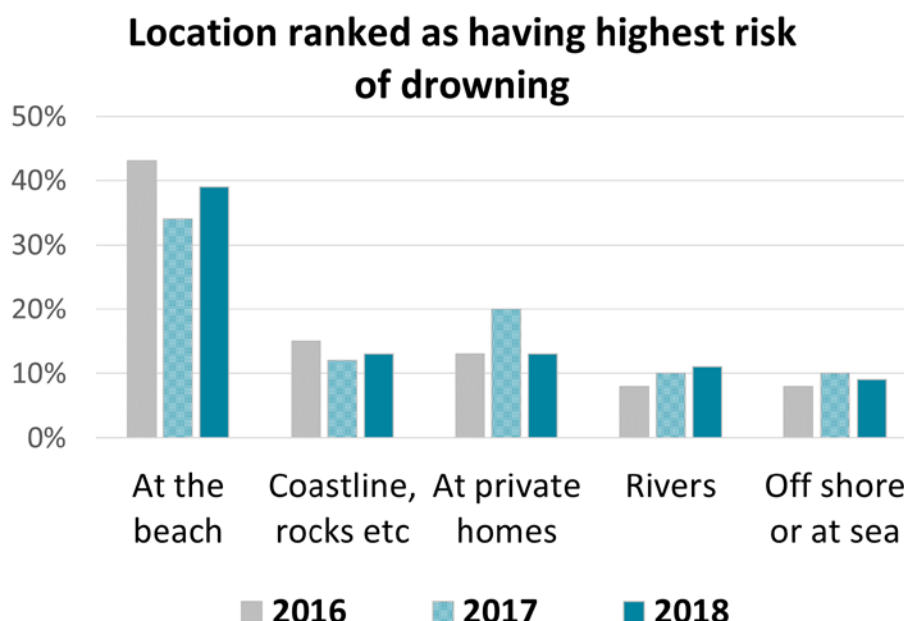 Location ranked as having highest risk
of drowning
50%
40%
30%
20%
10%
0%
At the
beach
Coastline,
rocks etc
At private
homes
Rivers
Off shore
or at sea
2016
2017
2018